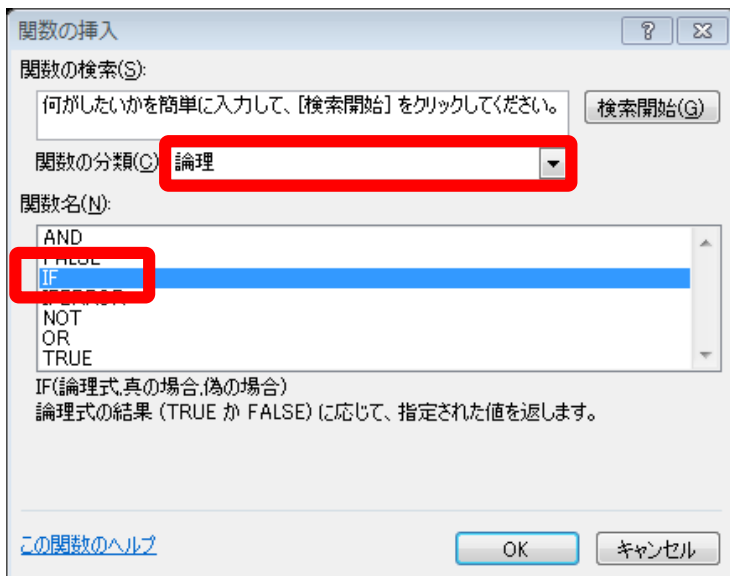 関数の挿入
関数の検索(S):
何がしたいかを簡単に入力して、[検索開始] をクリックしてください。
検索開始(G)
関数の分類(C)
論理
関数名(N):
AND
FALSE
IF
IFERROR
NOT
OR
TRUE
IF(論理式,真の場合,偽の場合)
論理式の結果 (TRUE か FALSE) に応じて、指定された値を返します。
この関数のヘルプ
OK
キャンセル